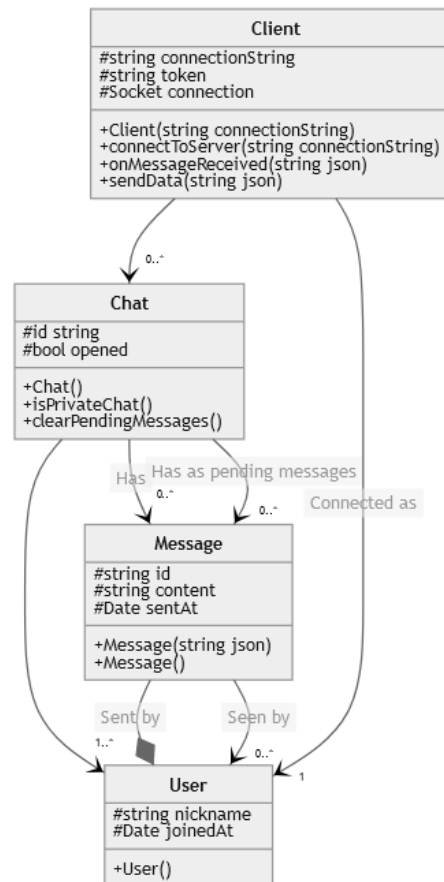 Client
#string connectionString
#string token
#Socket connection
+Client(string connectionString)
+connectToServer(string connectionString)
+onMessageReceived(string json)
+sendData(string json)
0..*
Chat
#id string
#bool opened
+Chat()
+isPrivateChat()
+clearPendingMessages()
Has
Has as pending messages
0..*
0..*
Connected as
Message
#string id
#string content
#Date sentAt
+Message(string json)
+Message()
Sent by
Seen by
1..*
0..*
1
User
#string nickname
#Date joinedAt
+User()